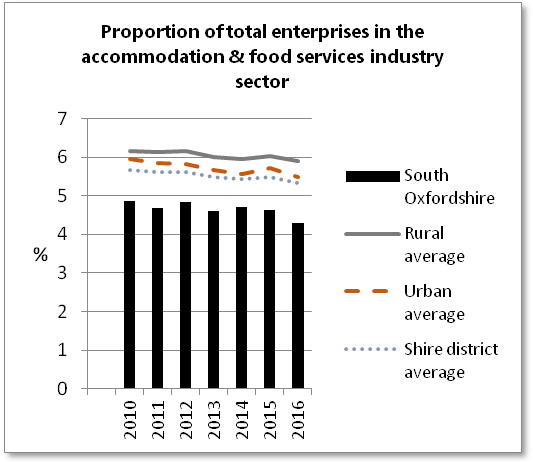 Proportion of total enterprises in the
accommodation & food services industry
sector
7
6
5
4
3
2
1
0
%
2010
2011
2012
2013
2014
2015
2016
South
Oxfordshire
Rural
average
Urban
average
Shire district
average